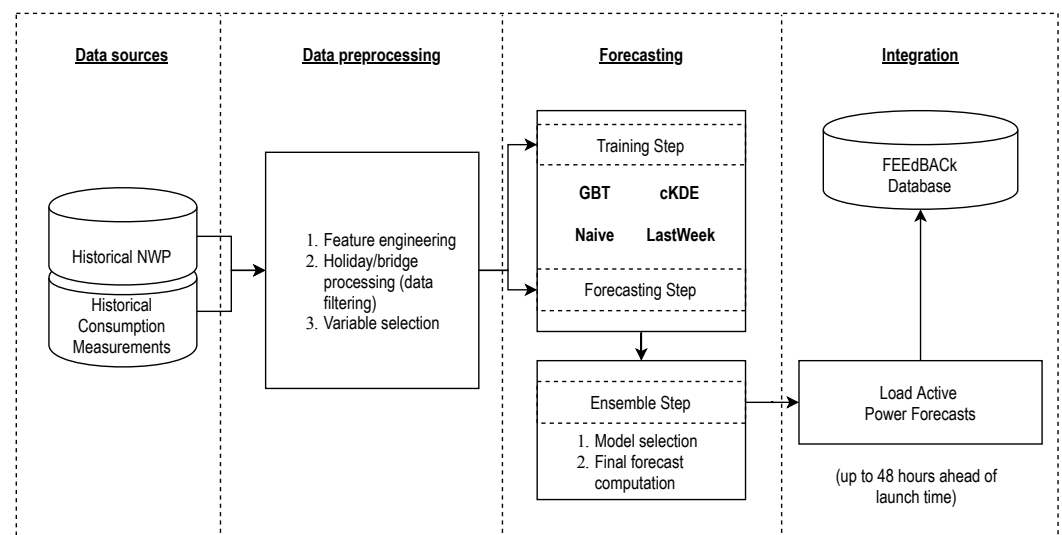 Data sources
Data preprocessing
Forecasting
Integration
Historical NWP
Historical
Consumption
Measurements
1. Feature engineering
2. Holiday/bridge
processing (data
filtering)
3. Variable selection
Training Step
GBT cKDE
Naive LastWeek
Forecasting Step
Ensemble Step
1. Model selection
2. Final forecast
computation
FEEdBACk
Database
Load Active
Power Forecasts
(up to 48 hours ahead of
launch time)